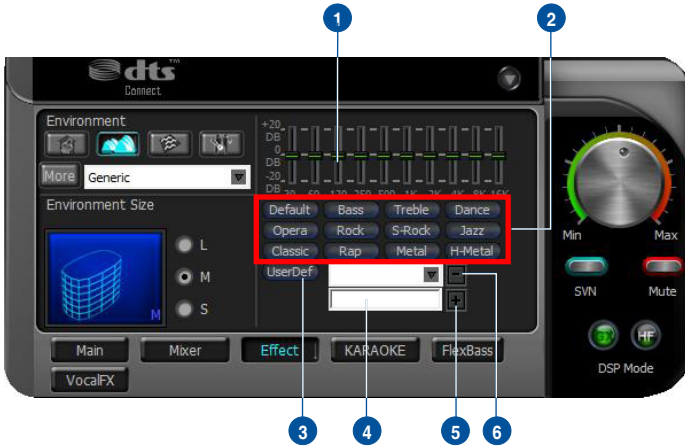 1
2
dts™
Connect
Environment
+20
DB
0
DB
-20
DB 30 60 120 250 500 1K 2K 4K 8K 16K
More Generic
Environment Size
L
M
S
M
Default Bass Treble Dance
Opera Rock S-Rock Jazz
Classic Rap Metal H-Metal
UserDef
- 
+
Min Max
SVN Mute
HF
DSP Mode
Main Mixer Effect KARAOKE FlexBass
VocalFX
3 4 5 6